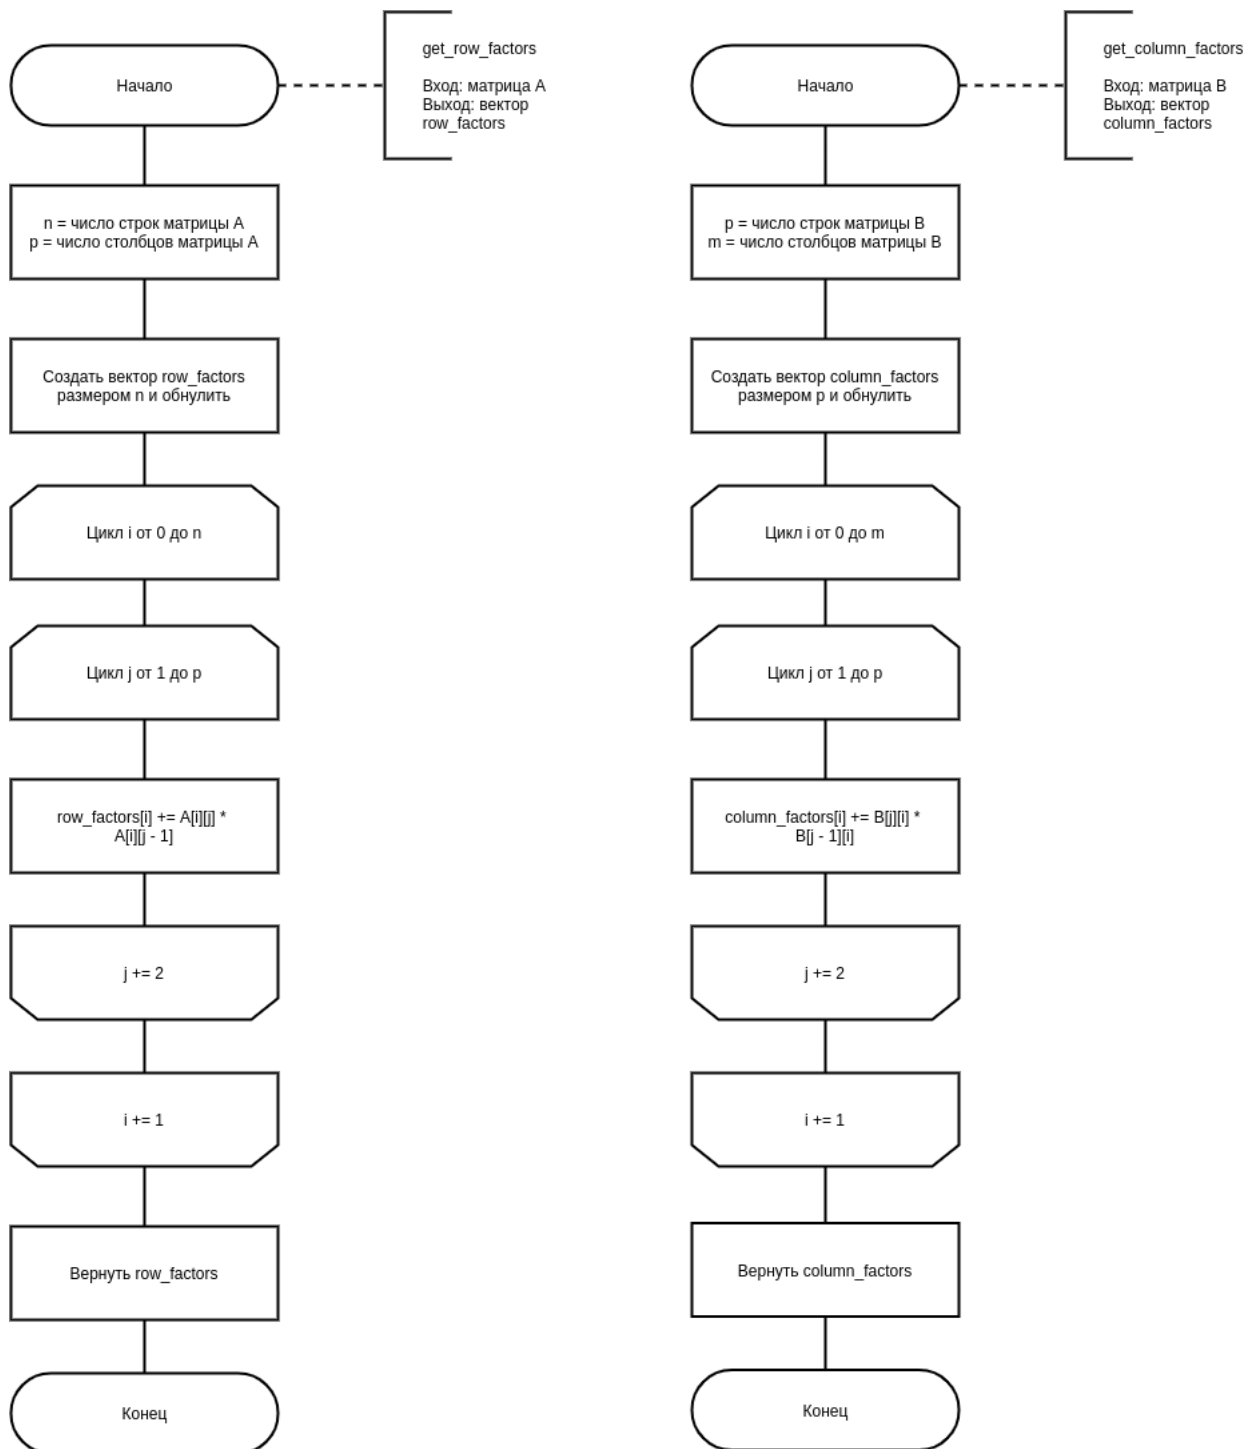 Начало
get_row_factors
Вход: матрица A
Выход: вектор
row_factors
n = число строк матрицы A
p = число столбцов матрицы A
Создать вектор row_factors
размером n и обнулить
Цикл i от 0 до n
Цикл j от 1 до p
row_factors[i] += A[i][j] *
A[i][j - 1]
j += 2
i += 1
Вернуть row_factors
Конец
Начало
get_column_factors
Вход: матрица B
Выход: вектор
column_factors
p = число строк матрицы B
m = число столбцов матрицы B
Создать вектор column_factors
размером p и обнулить
Цикл i от 0 до m
Цикл j от 1 до p
column_factors[i] += B[j][i] *
B[j - 1][i]
j += 2
i += 1
Вернуть column_factors
Конец